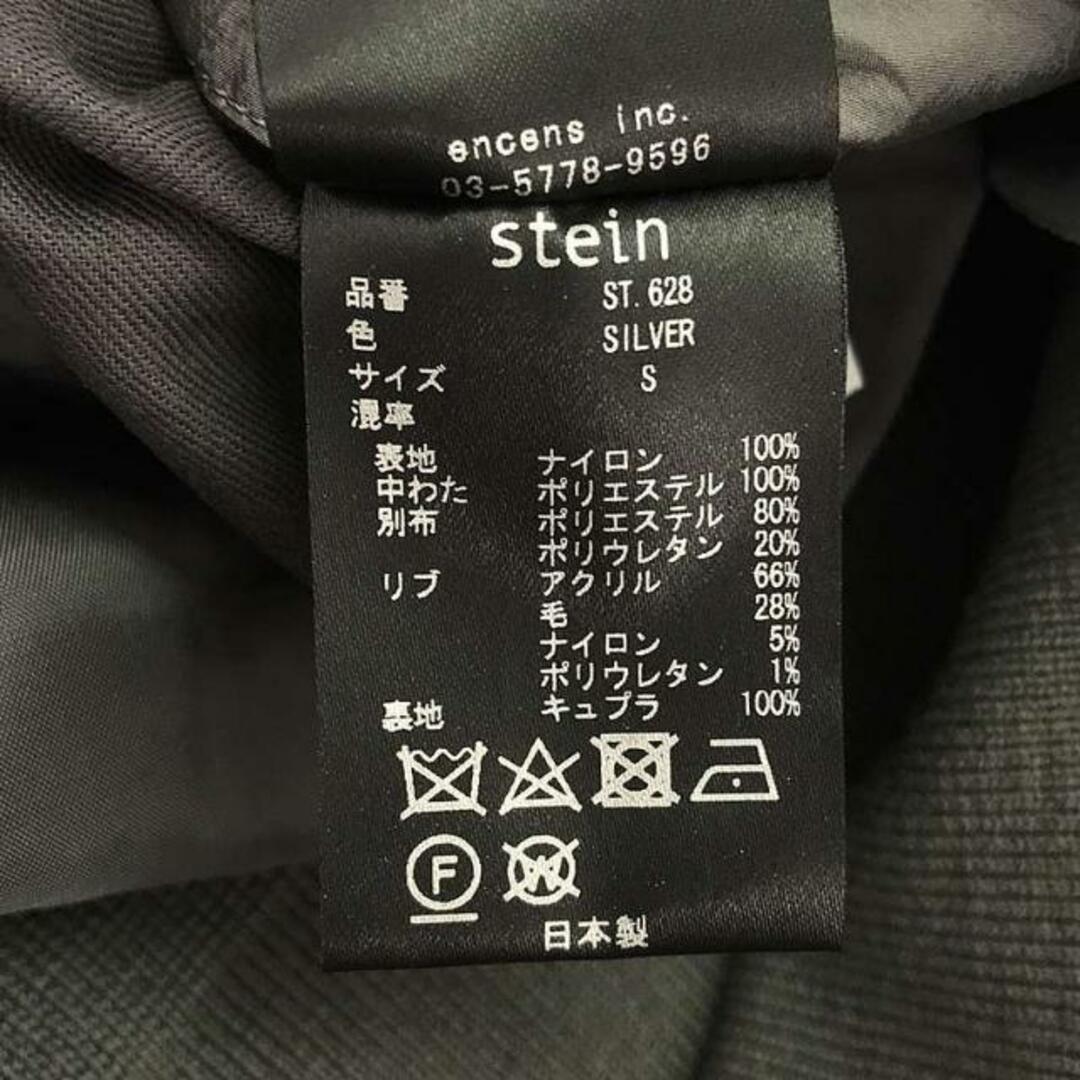 encens inc.
03-5778-9596
stein
品番 ST.628
色 SILVER
サイズ S
混率
表地 ナイロン 100%
中わた ポリエステル 100%
別布 ポリエステル 80%
ポリウレタン 20%
リブ アクリル 66%
毛 28%
ナイロン 5%
ポリウレタン 1%
裏地 キュプラ 100%
F W
日本製